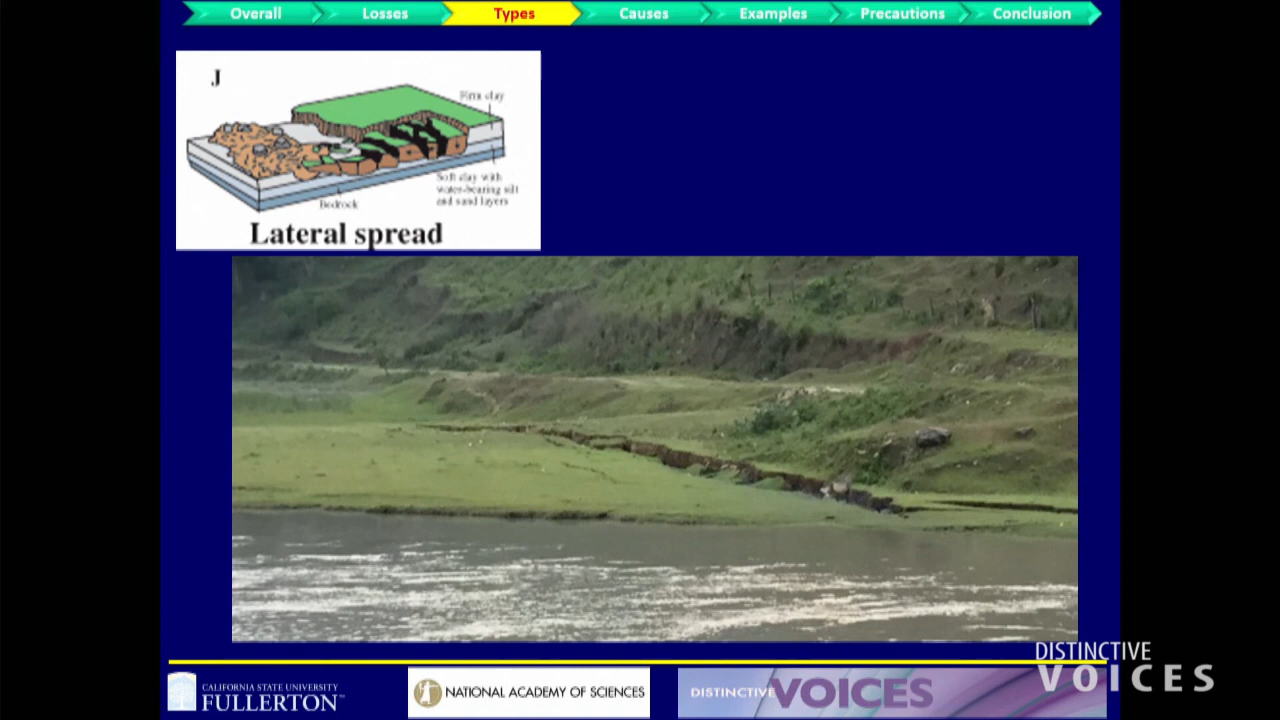 Overall
Losses
Types
Causes
Examples
Precautions
Conclusion
J
Firm clay
Soft clay with
water-bearing silt
and sand layers
Bedrock
Lateral spread
DISTINCTIVE
VOICES
CALIFORNIA STATE UNIVERSITY
FULLERTON™
NATIONAL ACADEMY OF SCIENCES
DISTINCTIVE VOICES